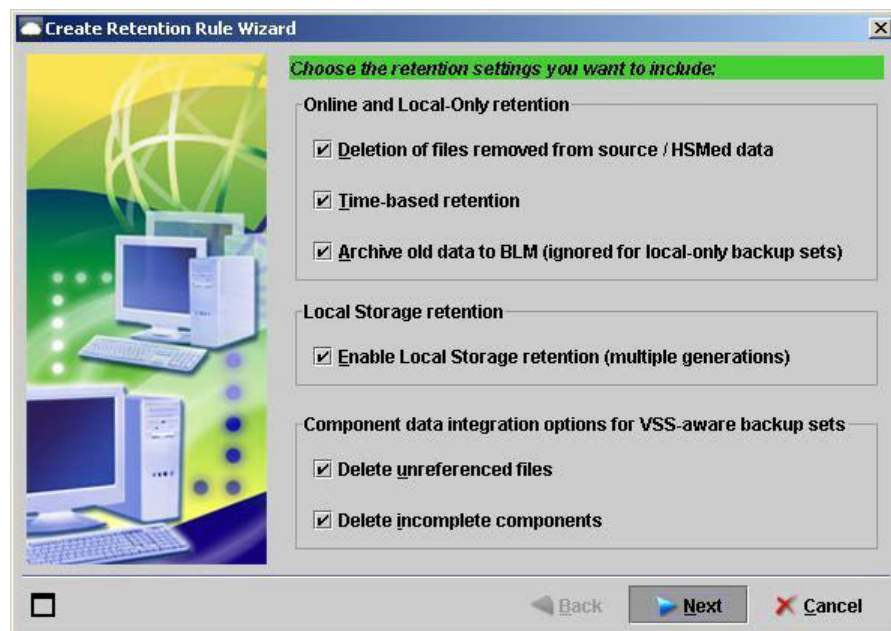 Create Retention Rule Wizard
Choose the retention settings you want to include:
Online and Local-Only retention
Deletion of files removed from source / HSMed data
Time-based retention
Archive old data to BLM (ignored for local-only backup sets)
Local Storage retention
Enable Local Storage retention (multiple generations)
Component data integration options for VSS-aware backup sets
Delete unreferenced files
Delete incomplete components
Back
Next
Cancel